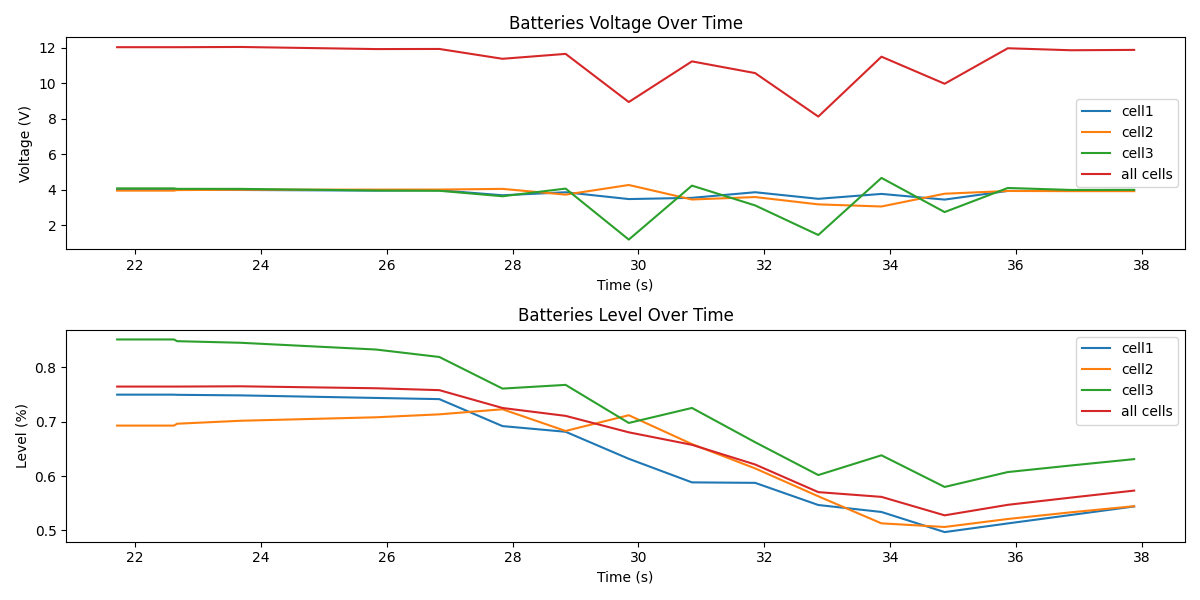 Batteries Voltage Over Time
Voltage (V)
12
10
8
6
4
2
cell1
cell2
cell3
all cells
22 24 26 28 30 32 34 36 38
Time (s)
Batteries Level Over Time
Level (%)
0.8
0.7
0.6
0.5
cell1
cell2
cell3
all cells
22 24 26 28 30 32 34 36 38
Time (s)